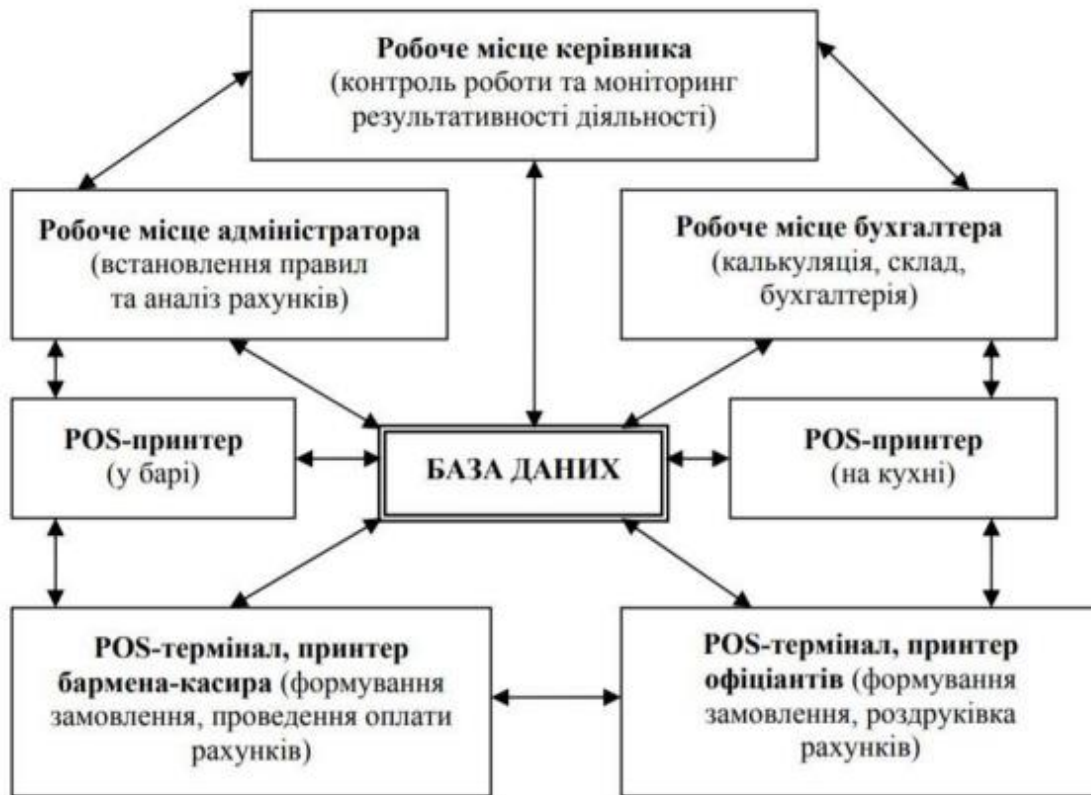 Робоче місце керівника
(контроль роботи та моніторинг
результативності діяльності)
Робоче місце адміністратора
(встановлення правил
та аналіз рахунків)
Робоче місце бухгалтера
(калькуляція, склад,
бухгалтерія)
POS-принтер
(у барі)
БАЗА ДАНИХ
POS-принтер
(на кухні)
POS-термінал, принтер
бармена-касира (формування
замовлення, проведення оплати
рахунків)
POS-термінал, принтер
офіціантів (формування
замовлення, роздруківка
рахунків)